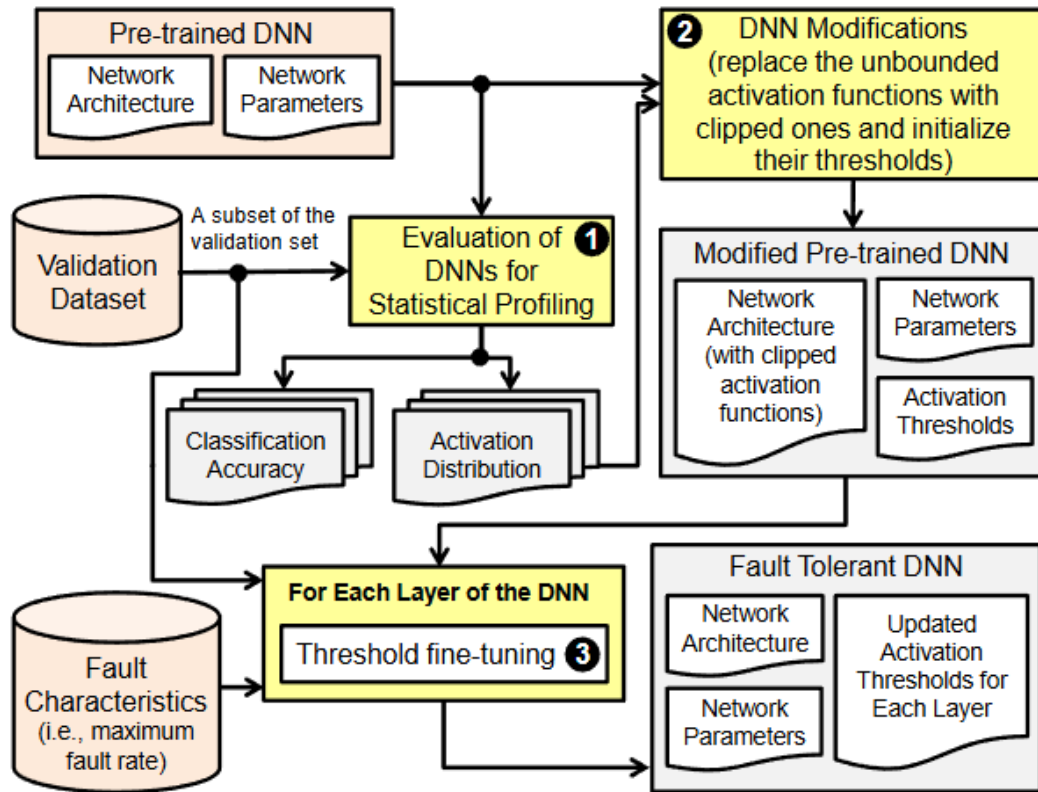 Pre-trained DNN
Network
Architecture
Network
Parameters
2
DNN Modifications
(replace the unbounded
activation functions with
clipped ones and initialize
their thresholds)
Validation
Dataset
A subset of the
validation set
Evaluation of
DNNs for
Statistical Profiling
1
Classification
Accuracy
Activation
Distribution
Modified Pre-trained DNN
Network
Architecture
(with clipped
activation
functions)
Network
Parameters
Activation
Thresholds
For Each Layer of the DNN
Threshold fine-tuning 3
Fault
Characteristics
(i.e., maximum
fault rate)
Fault Tolerant DNN
Network
Architecture
Network
Parameters
Updated
Activation
Thresholds for
Each Layer